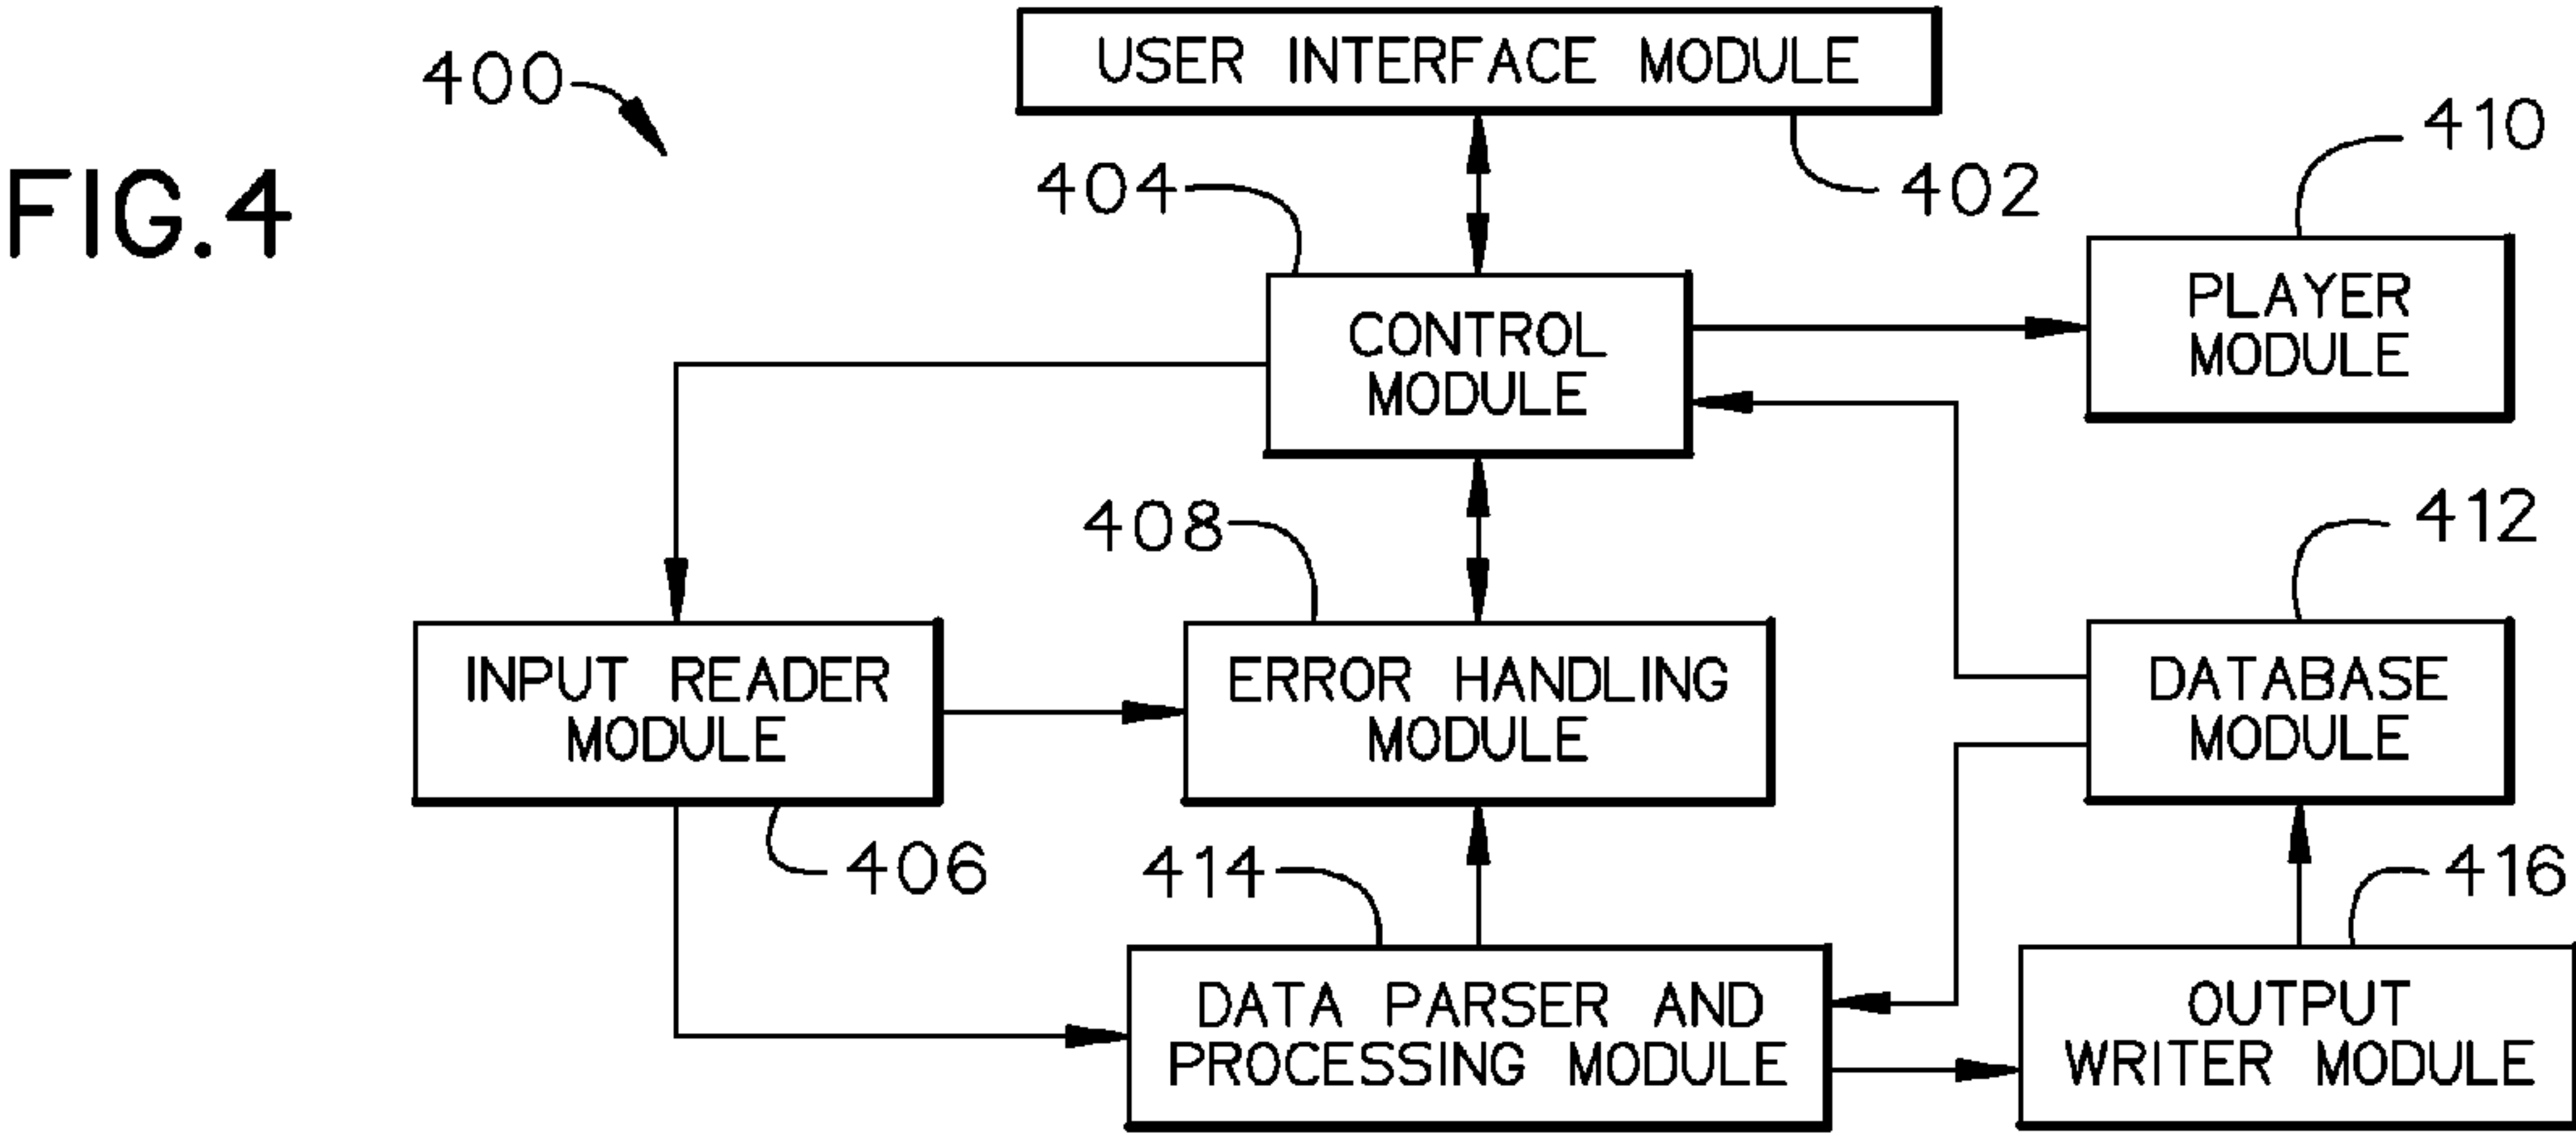 USER INTERFACE MODULE
400
410
FIG.4
404
402
PLAYER
MODULE
CONTROL
MODULE
408
412
INPUT READER
MODULE
ERROR HANDLING
MODULE
DATABASE
MODULE
406
414
416
DATA PARSER AND
PROCESSING MODULE
OUTPUT
WRITER MODULE